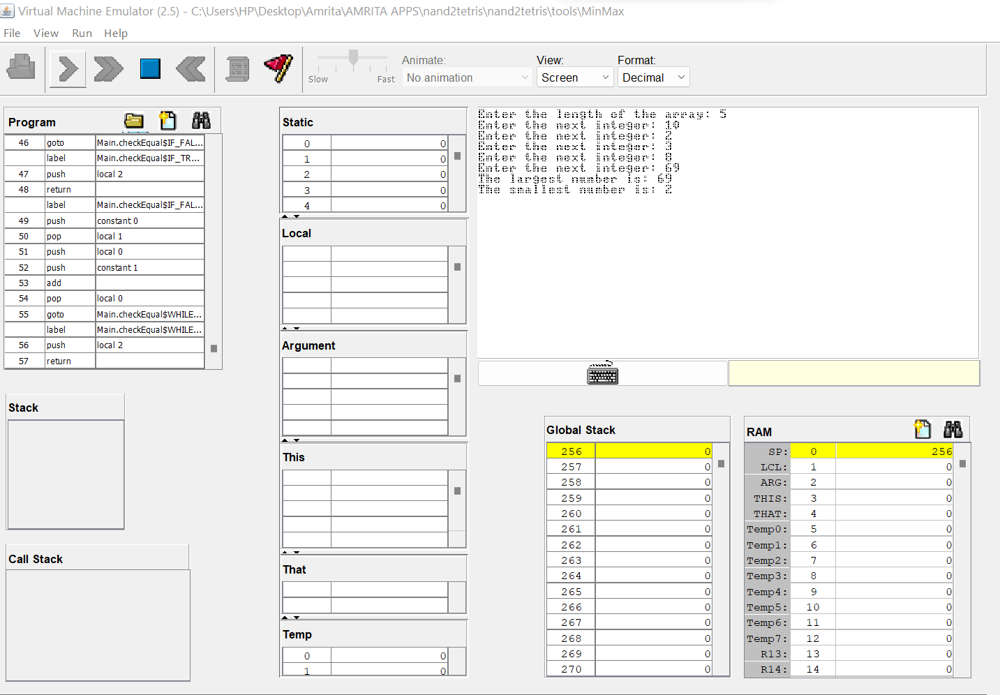 Virtual Machine Emulator (2.5) - C:\Users\HP\Desktop\Amrita\AMRITA APPS\nand2tetris\nand2tetris\tools\MinMax
File View Run Help
Slow Fast
Animate:
No animation
View:
Screen
Format:
Decimal
Program
46 goto Main.checkEqual$IF_FAL...
label Main.checkEqual$IF_TR...
47 push local 2
48 return
label Main.checkEqual$IF_FAL...
49 push constant 0
50 pop local 1
51 push local 0
52 push constant 1
53 add
54 pop local 0
55 goto Main.checkEqual$WHILE...
label Main.checkEqual$WHILE...
56 push local 2
57 return
Stack
Call Stack
Static
0 0
1 0
2 0
3 0
4 0
Local
Argument
This
That
Temp
0 0
1 0
Enter the length of the array: 5
Enter the next integer: 10
Enter the next integer: 2
Enter the next integer: 3
Enter the next integer: 8
Enter the next integer: 69
The largest number is: 69
The smallest number is: 2
Global Stack
256 0
257 0
258 0
259 0
260 0
261 0
262 0
263 0
264 0
265 0
266 0
267 0
268 0
269 0
270 0
RAM
SP: 0 256
LCL: 1 0
ARG: 2 0
THIS: 3 0
THAT: 4 0
Temp0: 5 0
Temp1: 6 0
Temp2: 7 0
Temp3: 8 0
Temp4: 9 0
Temp5: 10 0
Temp6: 11 0
Temp7: 12 0
R13: 13 0
R14: 14 0